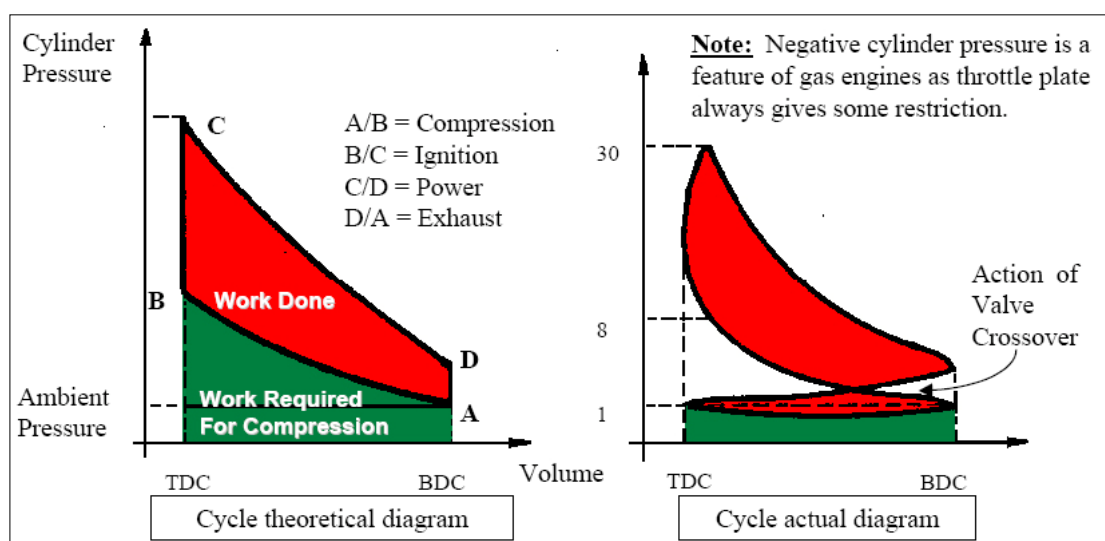 Cylinder
Pressure
C
A/B = Compression
B/C = Ignition
C/D = Power
D/A = Exhaust
B
Work Done
D
Ambient
Pressure
Work Required
For Compression
A
TDC
BDC
Volume
Cycle theoretical diagram
Note: Negative cylinder pressure is a
feature of gas engines as throttle plate
always gives some restriction.
30
8
1
Action of
Valve
Crossover
TDC
BDC
Cycle actual diagram